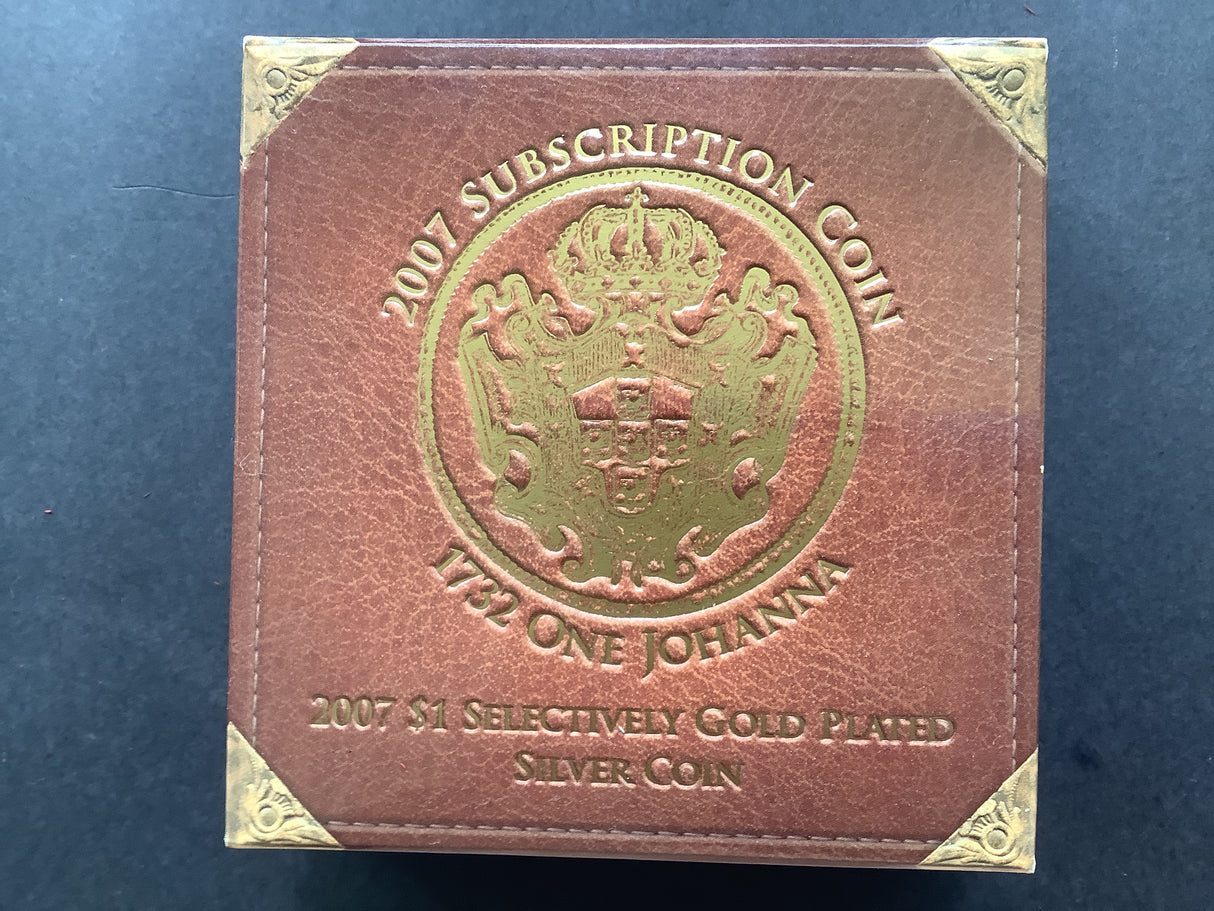 2007 SUBSCRIPTION COIN
1732 ONE JOHANNA
2007 $1 SELECTIVELY GOLD PLATED
SILVER COIN